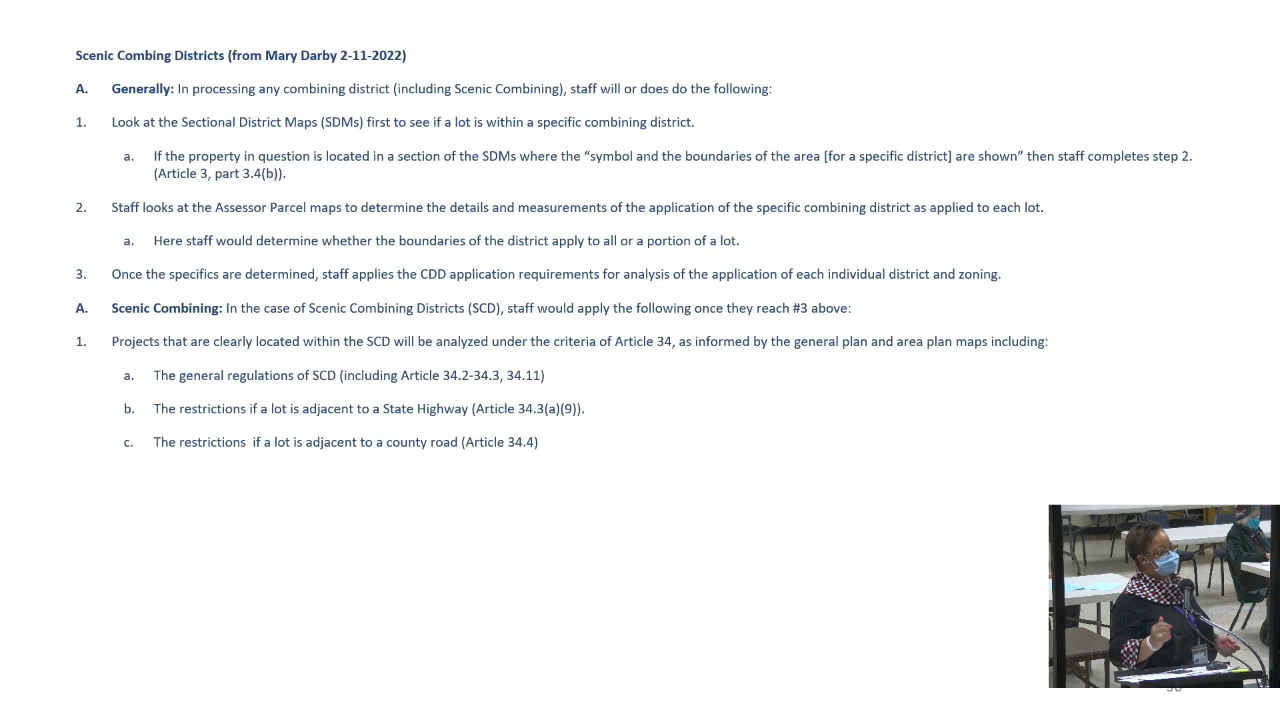 Scenic Combing Districts (from Mary Darby 2-11-2022)
A. Generally: In processing any combining district (including Scenic Combining), staff will or does do the following:
1. Look at the Sectional District Maps (SDMs) first to see if a lot is within a specific combining district.
a. If the property in question is located in a section of the SDMs where the “symbol and the boundaries of the area [for a specific district] are shown” then staff completes step 2.
(Article 3, part 3.4(b)).
2. Staff looks at the Assessor Parcel maps to determine the details and measurements of the application of the specific combining district as applied to each lot.
a. Here staff would determine whether the boundaries of the district apply to all or a portion of a lot.
3. Once the specifics are determined, staff applies the CDD application requirements for analysis of the application of each individual district and zoning.
A. Scenic Combining: In the case of Scenic Combining Districts (SCD), staff would apply the following once they reach #3 above:
1. Projects that are clearly located within the SCD will be analyzed under the criteria of Article 34, as informed by the general plan and area plan maps including:
a. The general regulations of SCD (including Article 34.2-34.3, 34.11)
b. The restrictions if a lot is adjacent to a State Highway (Article 34.3(a)(9)).
c. The restrictions if a lot is adjacent to a county road (Article 34.4)